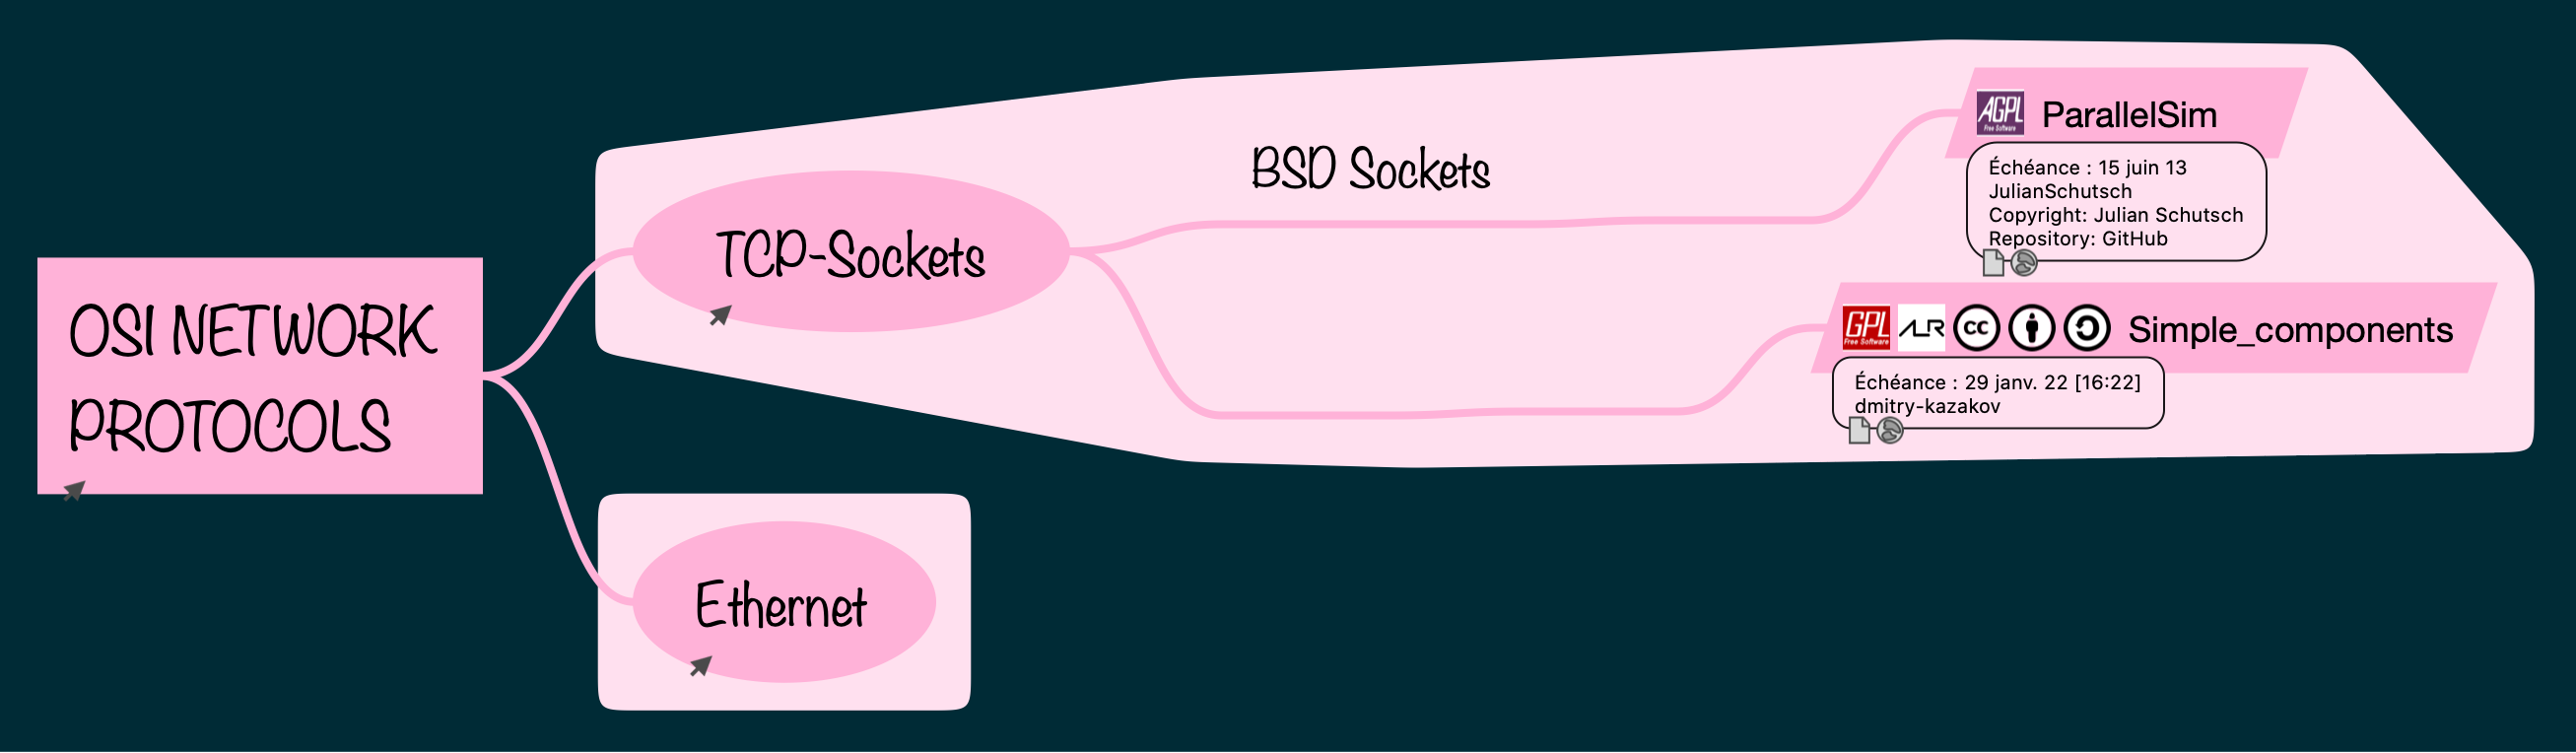 OSI NETWORK
PROTOCOLS
TCP-Sockets
BSD Sockets
AGPL
Free Software
ParallelSim
Échéance : 15 juin 13
JulianSchutsch
Copyright: Julian Schutsch
Repository: GitHub
GPL
Free Software
ALR
cc
Simple_components
Échéance : 29 janv. 22 [16:22]
dmitry-kazakov
Ethernet